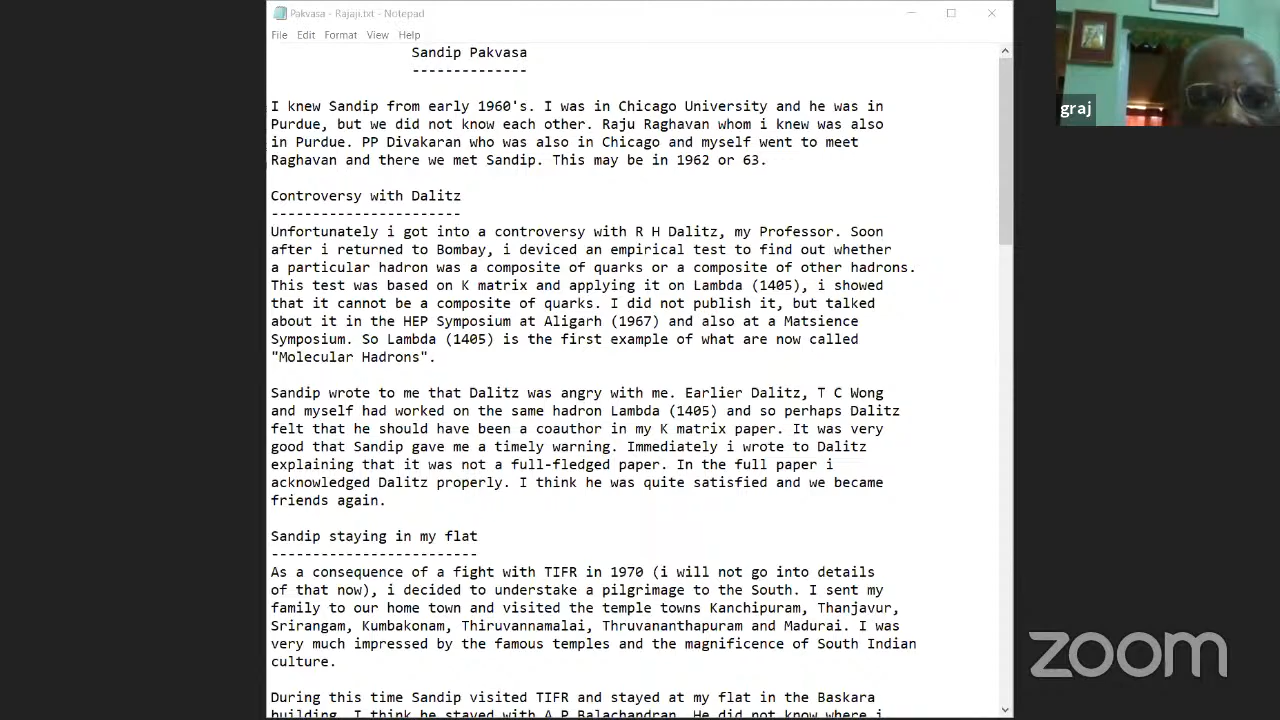 Pakvasa - Rajaji.txt - Notepad
File Edit Format View Help
Sandip Pakvasa
--------------
I knew Sandip from early 1960's. I was in Chicago University and he was in
Purdue, but we did not know each other. Raju Raghavan whom i knew was also
in Purdue. PP Divakaran who was also in Chicago and myself went to meet
Raghavan and there we met Sandip. This may be in 1962 or 63.
Controversy with Dalitz
-----------------------
Unfortunately i got into a controversy with R H Dalitz, my Professor. Soon
after i returned to Bombay, i deviced an empirical test to find out whether
a particular hadron was a composite of quarks or a composite of other hadrons.
This test was based on K matrix and applying it on Lambda (1405), i showed
that it cannot be a composite of quarks. I did not publish it, but talked
about it in the HEP Symposium at Aligarh (1967) and also at a Matsience
Symposium. So Lambda (1405) is the first example of what are now called
"Molecular Hadrons".
Sandip wrote to me that Dalitz was angry with me. Earlier Dalitz, T C Wong
and myself had worked on the same hadron Lambda (1405) and so perhaps Dalitz
felt that he should have been a coauthor in my K matrix paper. It was very
good that Sandip gave me a timely warning. Immediately i wrote to Dalitz
explaining that it was not a full-fledged paper. In the full paper i
acknowledged Dalitz properly. I think he was quite satisfied and we became
friends again.
Sandip staying in my flat
-------------------------
As a consequence of a fight with TIFR in 1970 (i will not go into details
of that now), i decided to understake a pilgrimage to the South. I sent my
family to our home town and visited the temple towns Kanchipuram, Thanjavur,
Srirangam, Kumbakonam, Thiruvannamalai, Thruvananthapuram and Madurai. I was
very much impressed by the famous temples and the magnificence of South Indian
culture.
During this time Sandip visited TIFR and stayed at my flat in the Baskara
building. I think he stayed with A P Balachandran. He did not know where i
graj
zoom